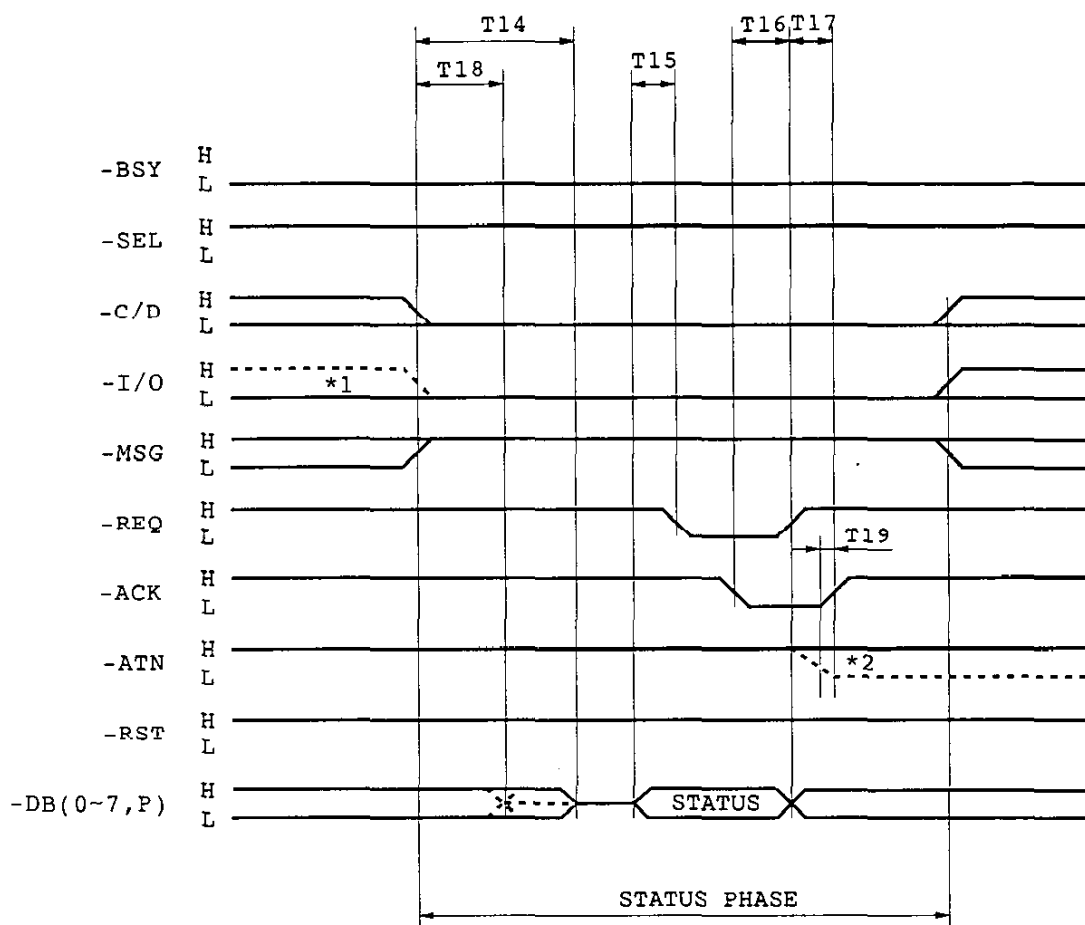 T14
T16
T17
T18
T15
-BSY
H
L
-SEL
H
L
-C/D
H
L
-I/O
H
L
*1
-MSG
H
L
-REQ
H
L
T19
-ACK
H
L
-ATN
H
L
*2
-RST
H
L
-DB(0~7,P)
H
L
STATUS
STATUS PHASE